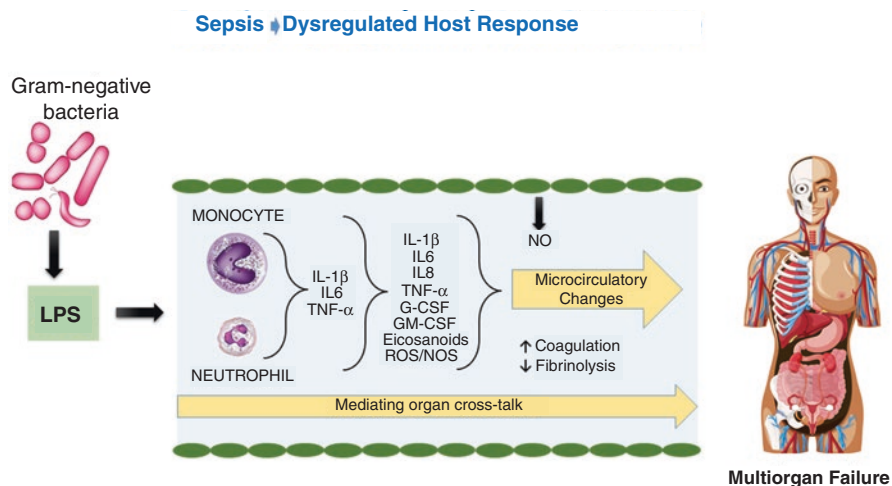 Sepsis ➧ Dysregulated Host Response
Gram-negative
bacteria
LPS
MONOCYTE
NEUTROPHIL
IL-1β
IL6
TNF-α
IL-1β
IL6
IL8
TNF-α
G-CSF
GM-CSF
Eicosanoids
ROS/NOS
NO
Microcirculatory
Changes
↑ Coagulation
↓ Fibrinolysis
Mediating organ cross-talk
Multiorgan Failure